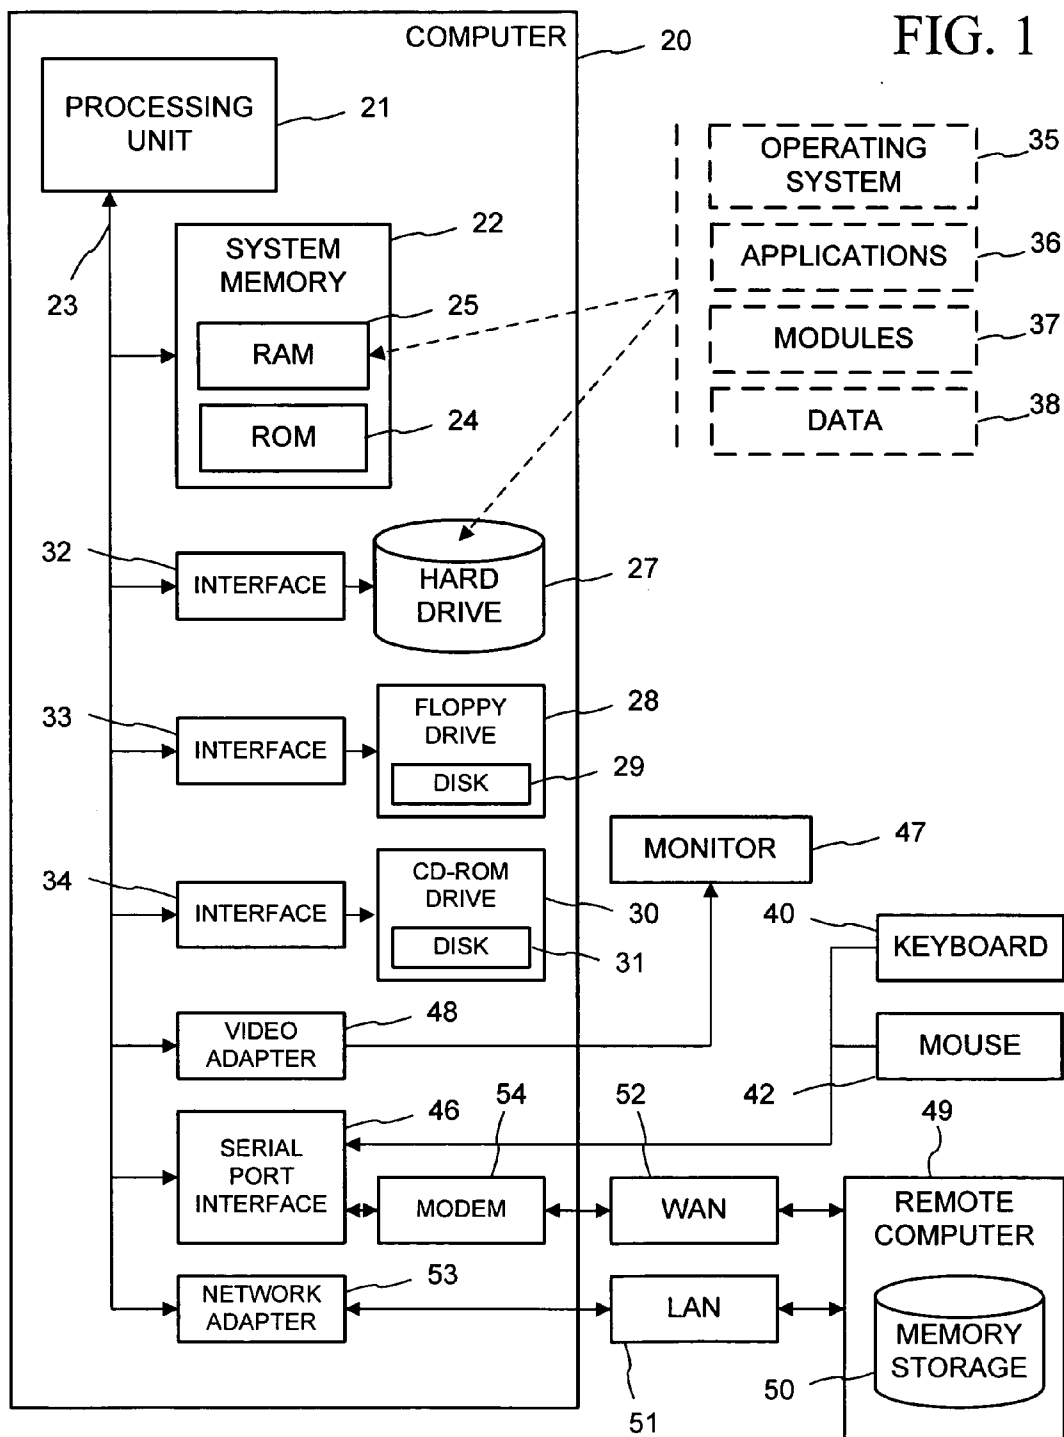 FIG. 1
COMPUTER
20
PROCESSING
UNIT
21
23
SYSTEM
MEMORY
22
RAM
25
ROM
24
OPERATING
SYSTEM
35
APPLICATIONS
36
MODULES
37
DATA
38
32
INTERFACE
HARD
DRIVE
27
33
INTERFACE
FLOPPY
DRIVE
28
DISK
29
34
INTERFACE
CD-ROM
DRIVE
30
DISK
31
MONITOR
47
40
KEYBOARD
MOUSE
42
VIDEO
ADAPTER
48
46
SERIAL
PORT
INTERFACE
54
MODEM
52
WAN
49
REMOTE
COMPUTER
MEMORY
STORAGE
50
NETWORK
ADAPTER
53
LAN
51